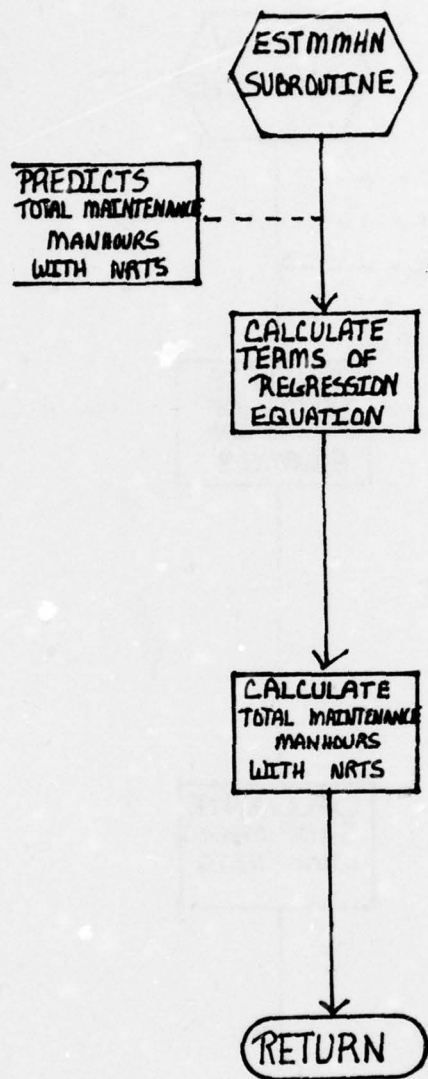 ESTMMHN
SUBROUTINE
PREDICTS
TOTAL MAINTENANCE
MANHOURS
WITH NRTS
CALCULATE
TERMS OF
REGRESSION
EQUATION
CALCULATE
TOTAL MAINTENANCE
MANHOURS
WITH NRTS
RETURN